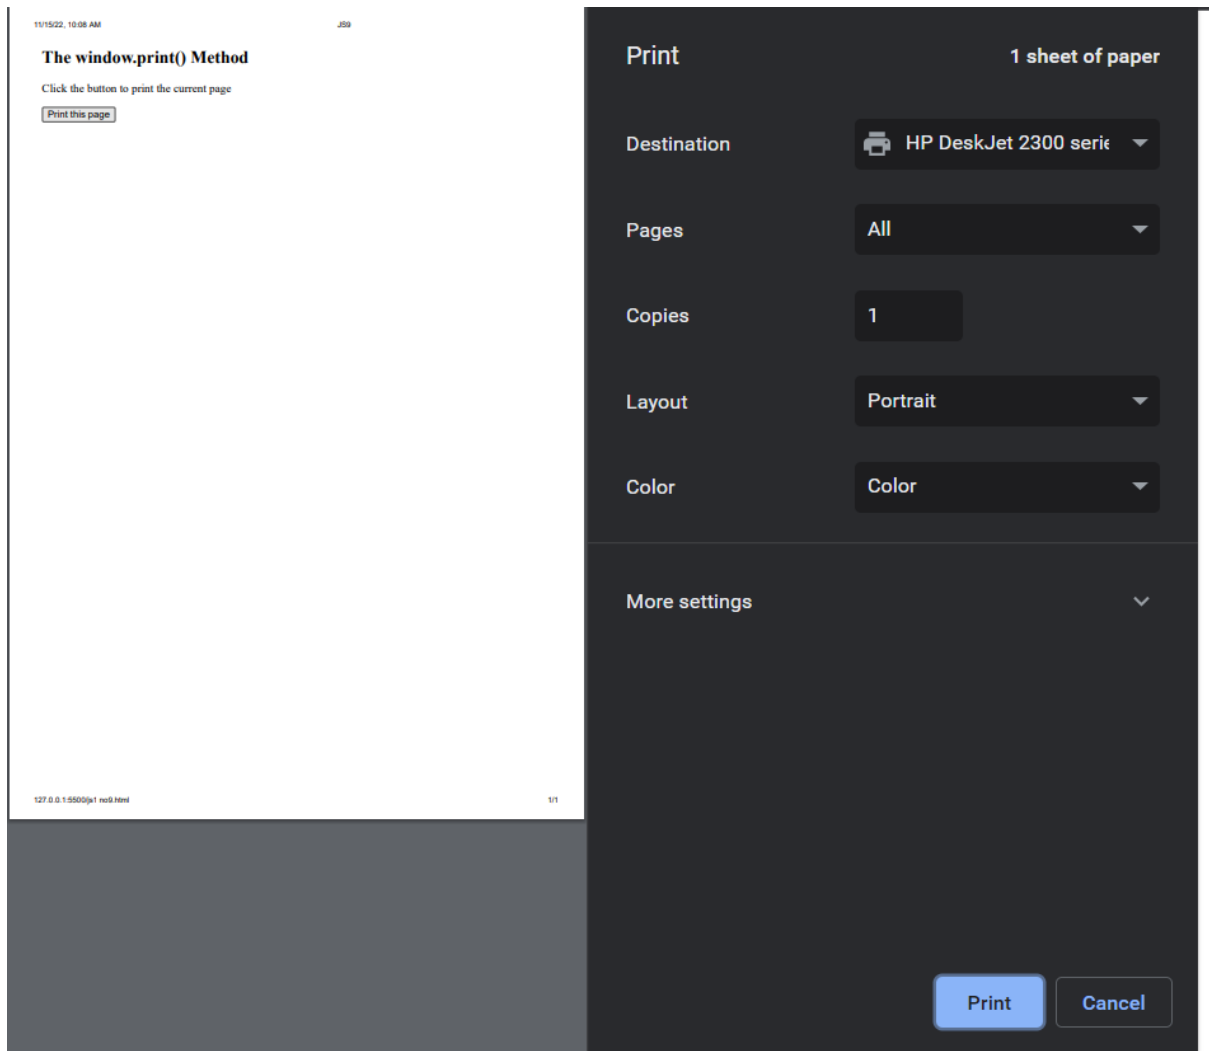 11/15/22, 10:08 AM JS9
The window.print() Method
Click the button to print the current page
Print this page
127.0.0.1:5500/js1 no9.html 1/1
Print 1 sheet of paper
Destination HP DeskJet 2300 serie
Pages All
Copies 1
Layout Portrait
Color Color
More settings
Print Cancel